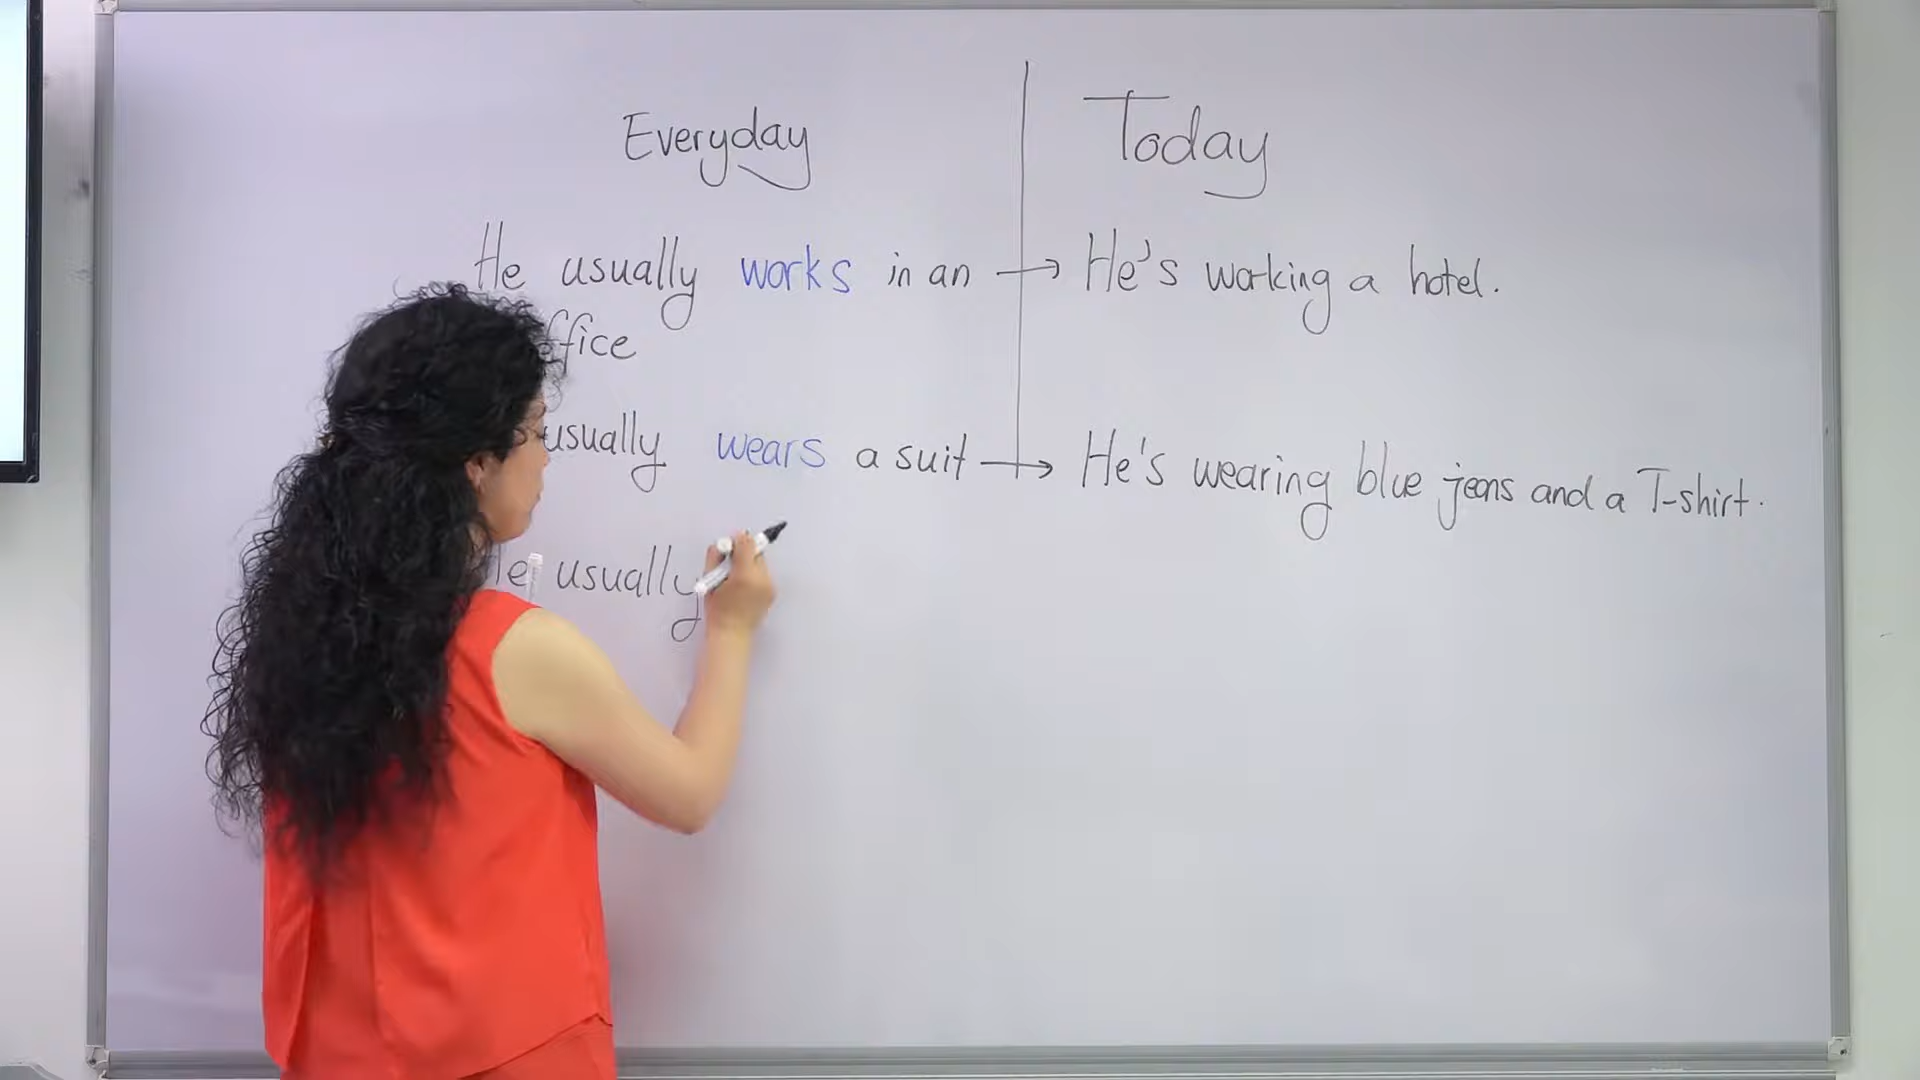 Everyday
Today
He usually works in an
He's working a hotel.
ffice
usually wears a suit
He's wearing blue jeans and a T-shirt.
usually